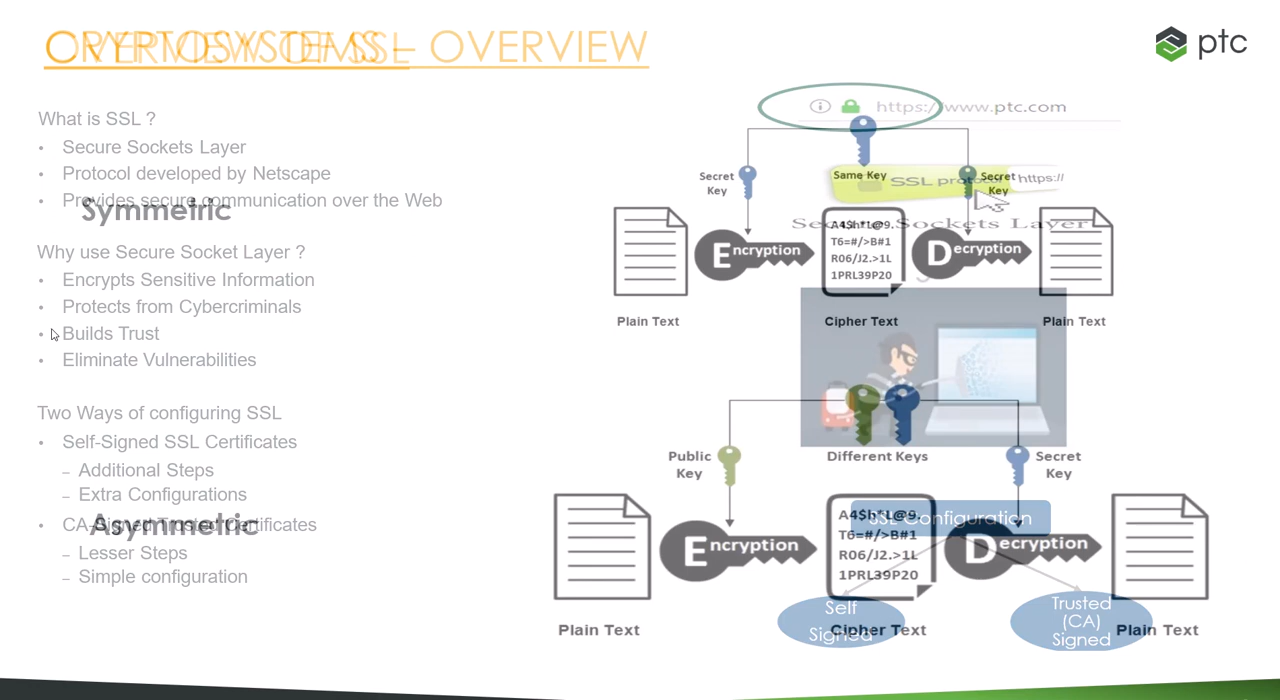 CRYPTOSYSTEMS – OVERVIEW
OVERVIEW OF SSL
ptc
What is SSL ?
• Secure Sockets Layer
• Protocol developed by Netscape
• Provides secure communication over the Web
Symmetric
Why use Secure Socket Layer ?
• Encrypts Sensitive Information
• Protects from Cybercriminals
• Builds Trust
• Eliminate Vulnerabilities
Two Ways of configuring SSL
• Self-Signed SSL Certificates
– Additional Steps
– Extra Configurations
• CA-Signed Trusted Certificates
Asymmetric
– Lesser Steps
– Simple configuration
https://www.ptc.com
Secret
Key
Same Key
Secret
Key
SSL protocol
https://
Secure Sockets Layer
Encryption
A4$h*L@9.
T6=#/>B#1
R06/J2.>1L
1PRL39P20
Decryption
Plain Text
Cipher Text
Plain Text
Public
Key
Different Keys
Secret
Key
Encryption
A4$h*L@9.
T6=#/>B#1
R06/J2.>1L
1PRL39P20
Decryption
SSL Configuration
Self
Signed
Trusted
(CA)
Signed
Plain Text
Cipher Text
Plain Text